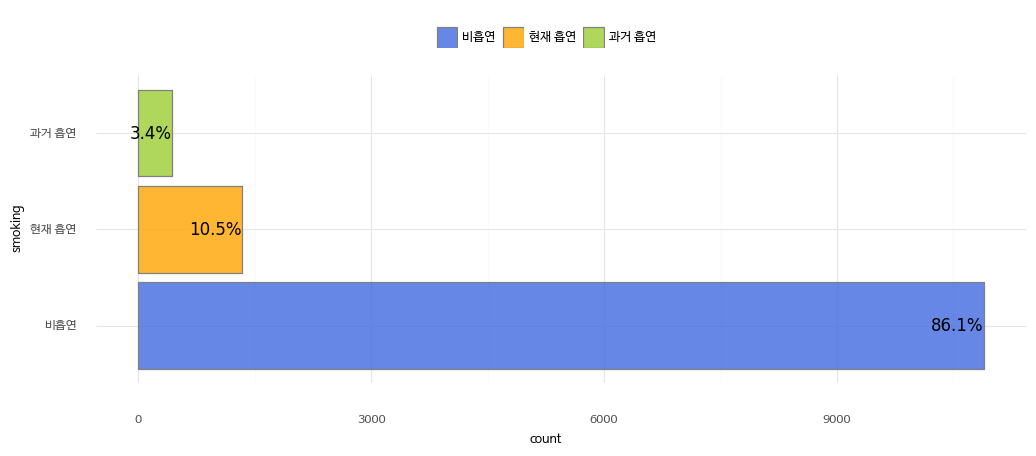 비흡연 현재 흡연 과거 흡연
과거 흡연 3.4%
현재 흡연 10.5%
비흡연 86.1%
smoking
0 3000 6000 9000
count